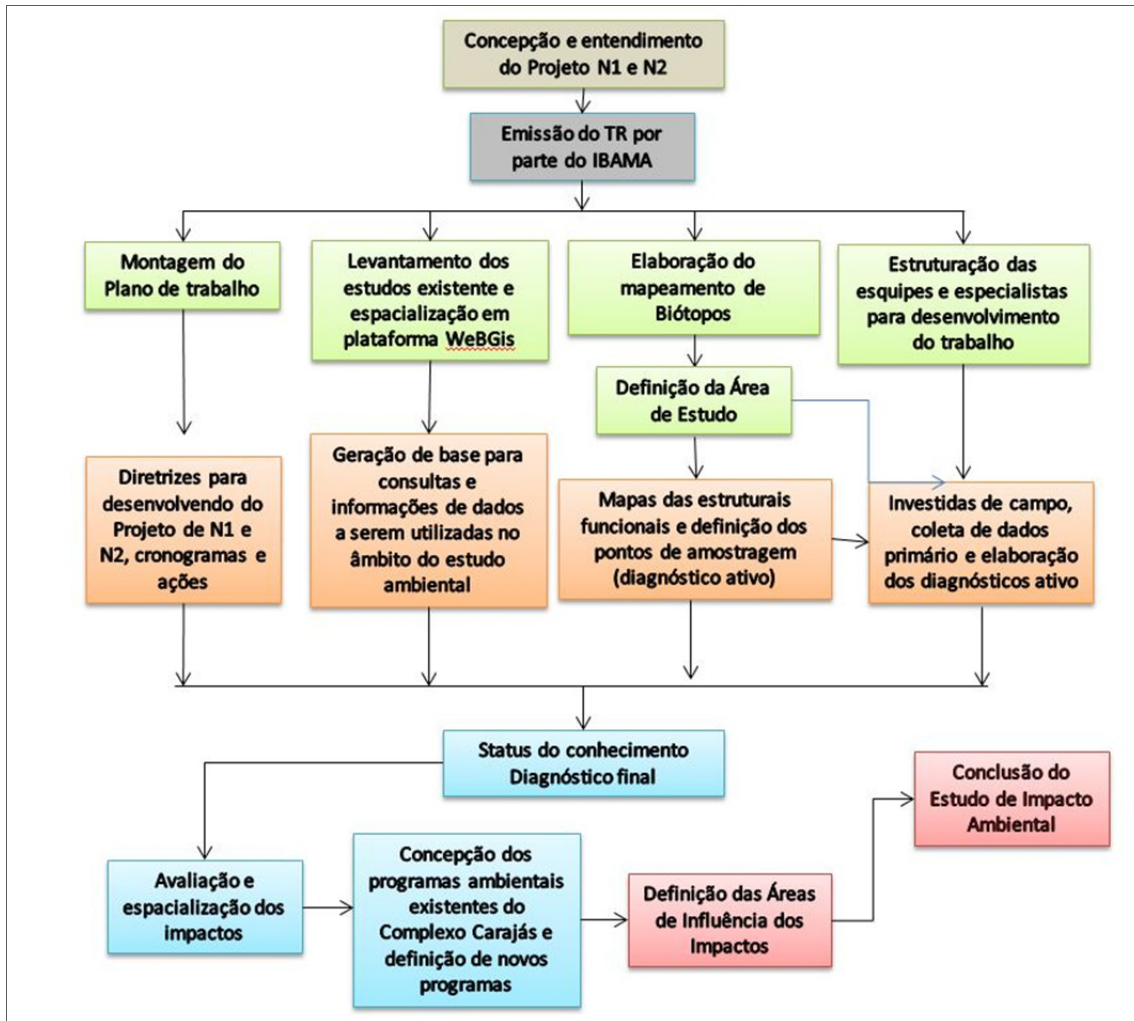 Concepção e entendimento
do Projeto N1 e N2
Emissão do TR por
parte do IBAMA
Montagem do
Plano de trabalho
Levantamento dos
estudos existente e
espacialização em
plataforma WeBGis
Elaboração do
mapeamento de
Biótopos
Estruturação das
esquipes e especialistas
para desenvolvimento
do trabalho
Definição da Área
de Estudo
Diretrizes para
desenvolvendo do
Projeto de N1 e
N2, cronogramas e
ações
Geração de base para
consultas e
informações de dados
a serem utilizadas no
âmbito do estudo
ambiental
Mapas das estruturais
funcionais e definição dos
pontos de amostragem
(diagnóstico ativo)
Investidas de campo,
coleta de dados
primário e elaboração
dos diagnósticos ativo
Status do conhecimento
Diagnóstico final
Conclusão do
Estudo de Impacto
Ambiental
Avaliação e
espacialização dos
impactos
Concepção dos
programas ambientais
existentes do
Complexo Carajás e
definição de novos
programas
Definição das Áreas
de Influência dos
Impactos